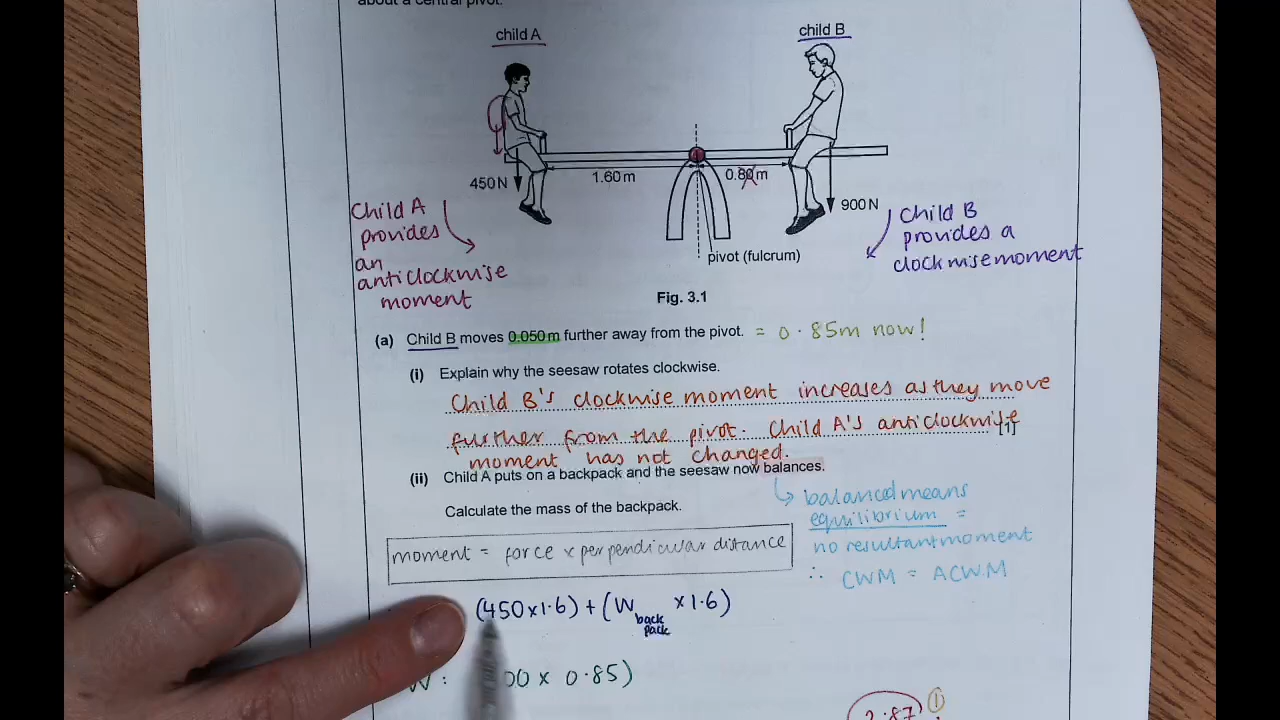 about a central pivot.
child A
child B
450 N
1.60 m
0.80 m
900 N
pivot (fulcrum)
Child A
provides
an
anticlockwise
moment
Child B
provides a
clockwise moment
Fig. 3.1
(a) Child B moves 0.050 m further away from the pivot. = 0.85m now!
(i) Explain why the seesaw rotates clockwise.
Child B's clockwise moment increases as they move
further from the pivot. Child A's anticlockwise
moment has not changed.
[1]
(ii) Child A puts on a backpack and the seesaw now balances.
Calculate the mass of the backpack.
balanced means
equilibrium =
no resultant moment
∴ CWM = ACWM
moment = force x perpendicular distance
(450 x 1.6) + (W back pack x 1.6)
00 x 0.85)
2.87